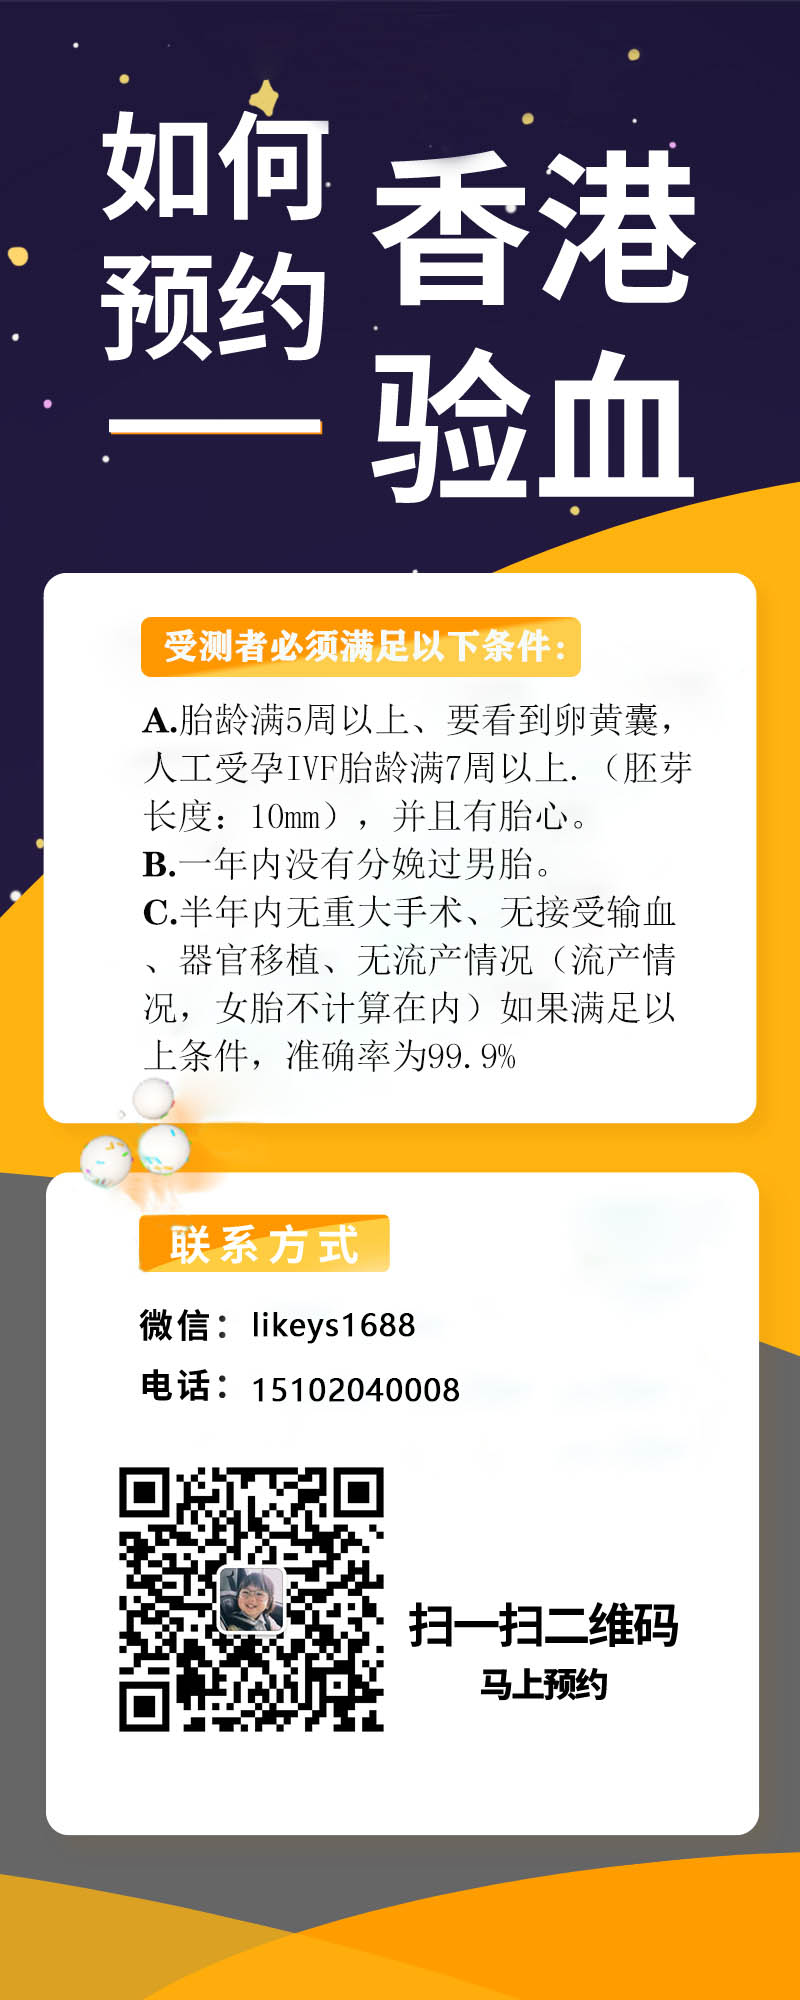 如何
预约
香港
验血
受测者必须满足以下条件：
A.胎龄满5周以上、要看到卵黄囊，
人工受孕IVF胎龄满7周以上.（胚芽
长度：10mm），并且有胎心。
B.一年内没有分娩过男胎。
C.半年内无重大手术、无接受输血
、器官移植、无流产情况（流产情
况，女胎不计算在内）如果满足以
上条件，准确率为99.9%
联系方式
微信：likeys1688
电话：15102040008
扫一扫二维码
马上预约